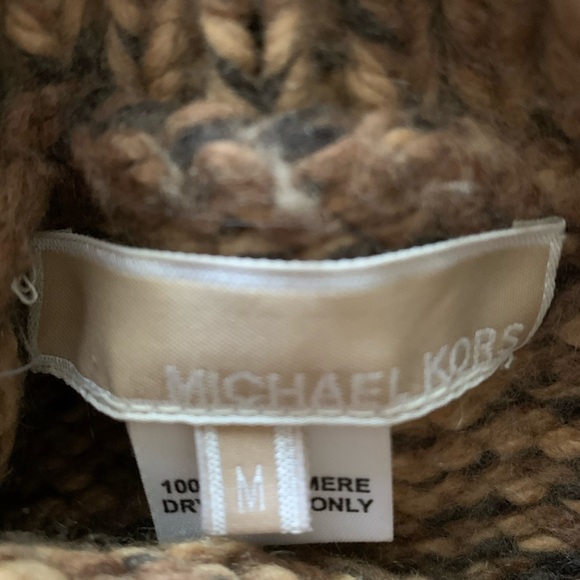 MICHAEL KORS
M
100 MERE
DRY ONLY